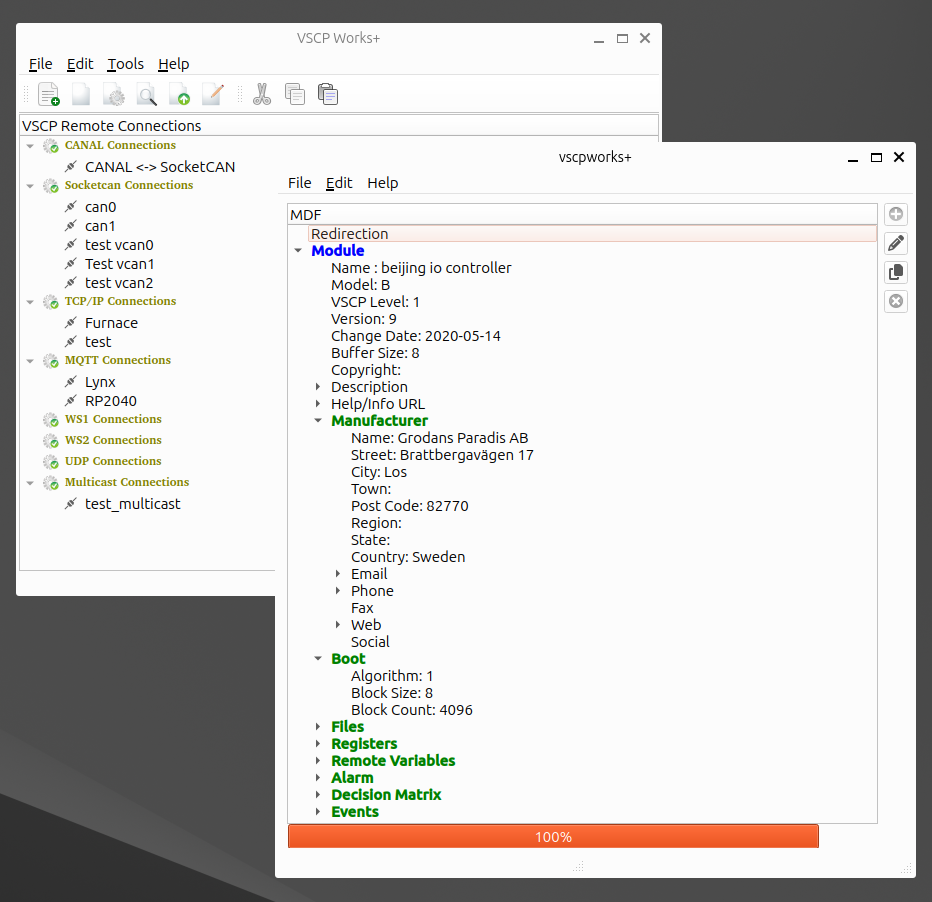 VSCP Works+
File Edit Tools Help
VSCP Remote Connections
CANAL Connections
CANAL <-> SocketCAN
Socketcan Connections
can0
can1
test vcan0
Test vcan1
test vcan2
TCP/IP Connections
Furnace
test
MQTT Connections
Lynx
RP2040
WS1 Connections
WS2 Connections
UDP Connections
Multicast Connections
test_multicast
vscpworks+
File Edit Help
MDF
Redirection
Module
Name : beijing io controller
Model: B
VSCP Level: 1
Version: 9
Change Date: 2020-05-14
Buffer Size: 8
Copyright:
Description
Help/Info URL
Manufacturer
Name: Grodans Paradis AB
Street: Brattbergavägen 17
City: Los
Town:
Post Code: 82770
Region:
State:
Country: Sweden
Email
Phone
Fax
Web
Social
Boot
Algorithm: 1
Block Size: 8
Block Count: 4096
Files
Registers
Remote Variables
Alarm
Decision Matrix
Events
100%